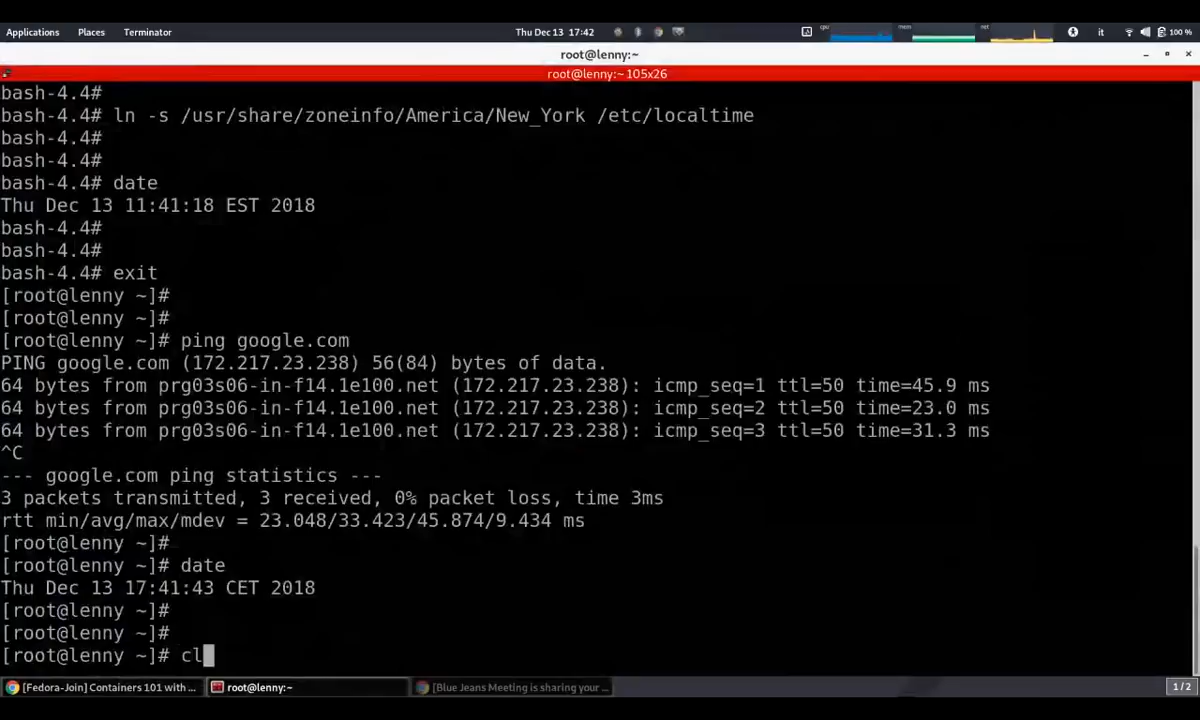 Applications Places Terminator Thu Dec 13 17:42 cpu mem net it 100 %
root@lenny:~
root@lenny:~ 105x26
bash-4.4#
bash-4.4# ln -s /usr/share/zoneinfo/America/New_York /etc/localtime
bash-4.4#
bash-4.4#
bash-4.4# date
Thu Dec 13 11:41:18 EST 2018
bash-4.4#
bash-4.4#
bash-4.4# exit
[root@lenny ~]#
[root@lenny ~]#
[root@lenny ~]# ping google.com
PING google.com (172.217.23.238) 56(84) bytes of data.
64 bytes from prg03s06-in-f14.1e100.net (172.217.23.238): icmp_seq=1 ttl=50 time=45.9 ms
64 bytes from prg03s06-in-f14.1e100.net (172.217.23.238): icmp_seq=2 ttl=50 time=23.0 ms
64 bytes from prg03s06-in-f14.1e100.net (172.217.23.238): icmp_seq=3 ttl=50 time=31.3 ms
^C
--- google.com ping statistics ---
3 packets transmitted, 3 received, 0% packet loss, time 3ms
rtt min/avg/max/mdev = 23.048/33.423/45.874/9.434 ms
[root@lenny ~]#
[root@lenny ~]# date
Thu Dec 13 17:41:43 CET 2018
[root@lenny ~]#
[root@lenny ~]#
[root@lenny ~]# cl
[Fedora-Join] Containers 101 with ... root@lenny:~ [Blue Jeans Meeting is sharing your ... 1/2